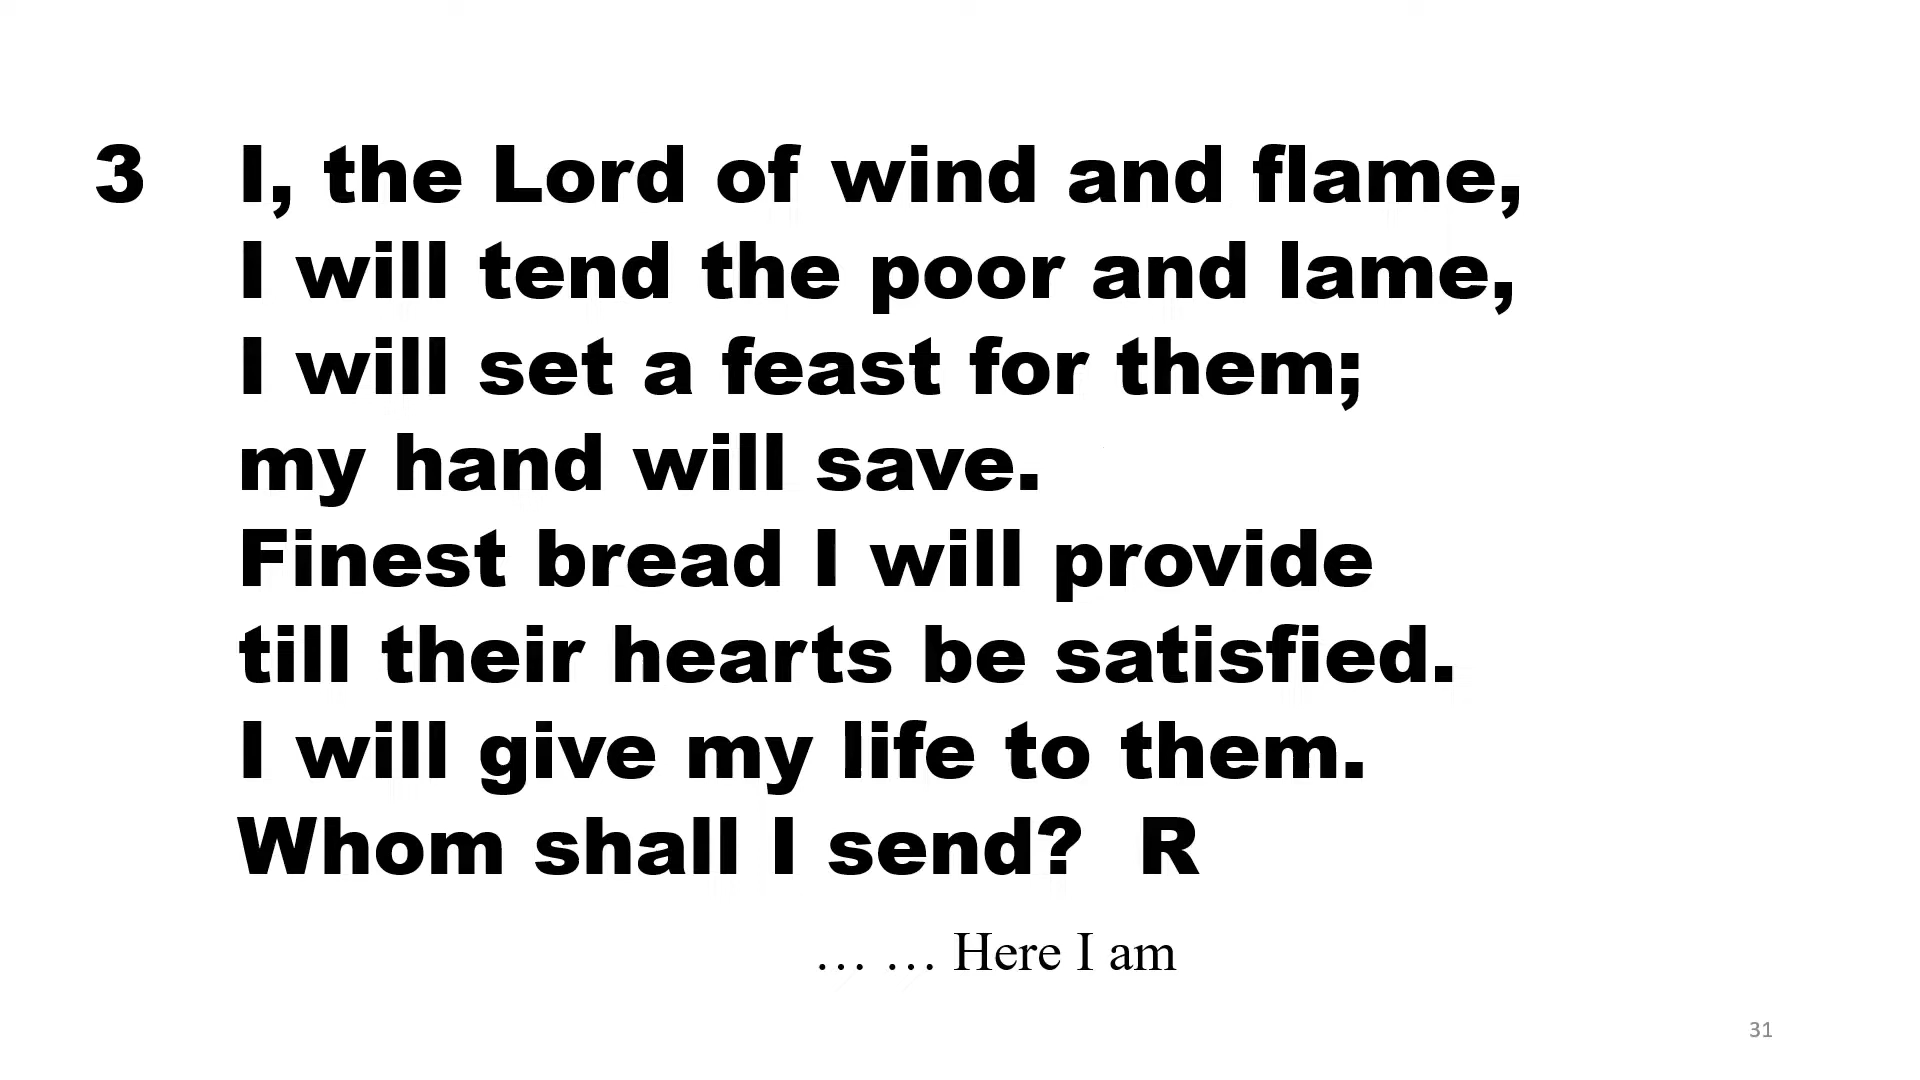 3 I, the Lord of wind and flame,
I will tend the poor and lame,
I will set a feast for them;
my hand will save.
Finest bread I will provide
till their hearts be satisfied.
I will give my life to them.
Whom shall I send? R
… … Here I am
31